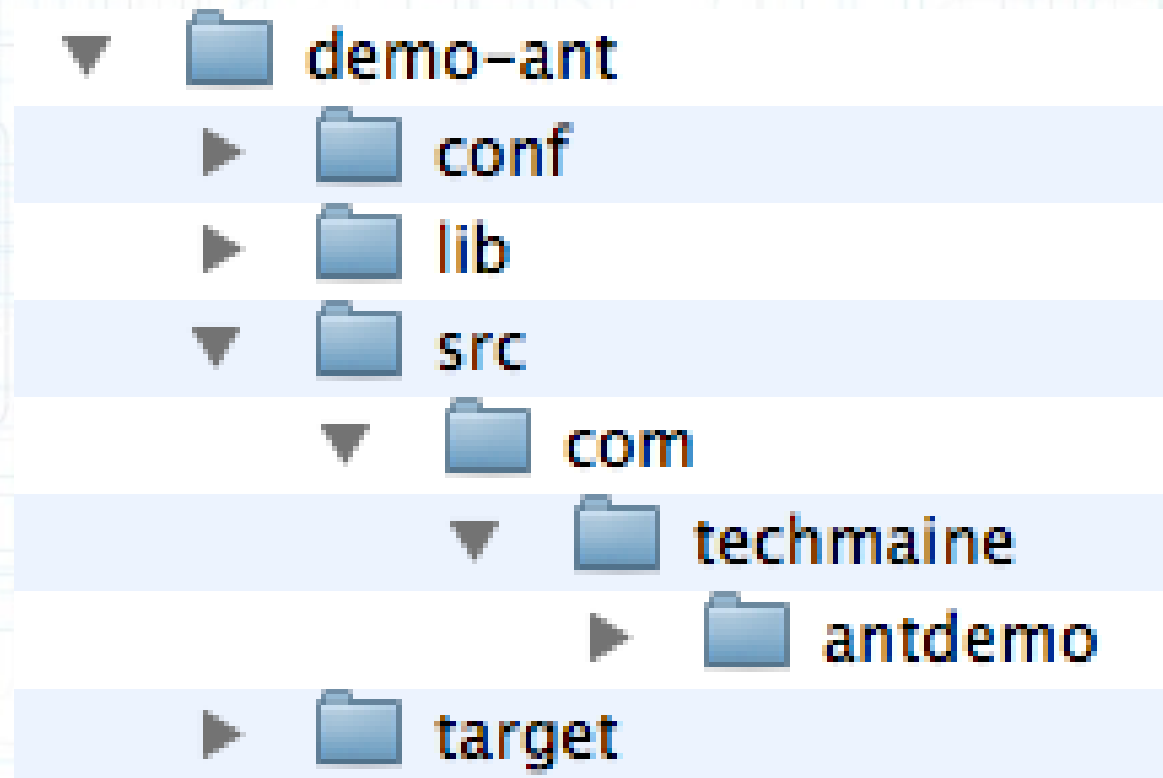 demo-ant
conf
lib
src
com
techmaine
antdemo
target